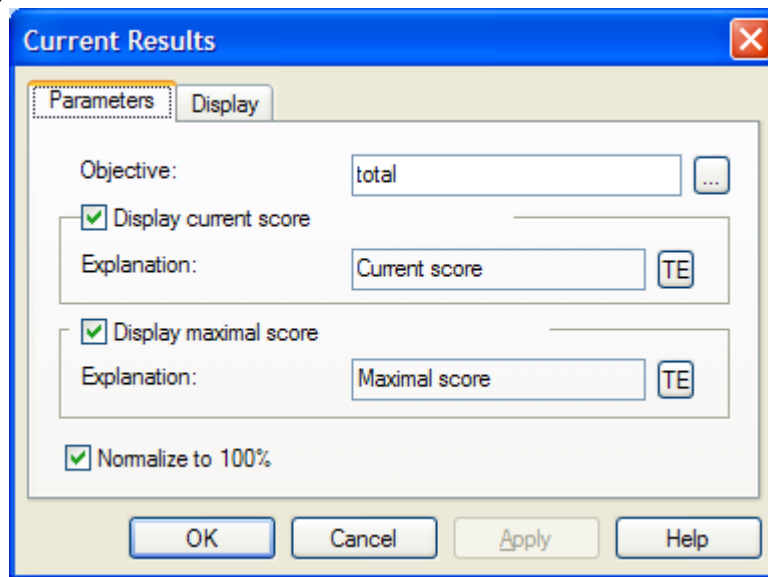 Current Results
Parameters Display
Objective: total ...
Display current score
Explanation: Current score TE
Display maximal score
Explanation: Maximal score TE
Normalize to 100%
OK Cancel Apply Help